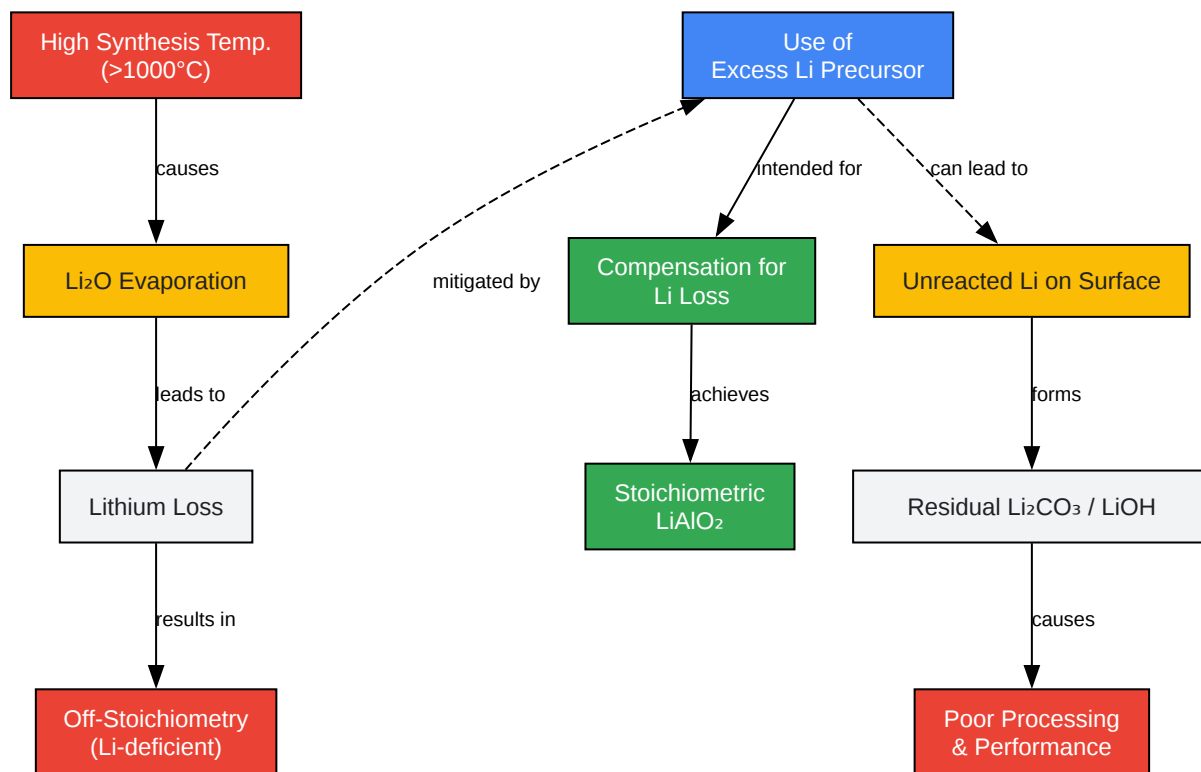 High Synthesis Temp.
(>1000°C)
Use of
Excess Li Precursor
causes
intended for
can lead to
Li₂O Evaporation
mitigated by
Compensation for
Li Loss
Unreacted Li on Surface
leads to
achieves
forms
Lithium Loss
Stoichiometric
LiAlO₂
Residual Li₂CO₃ / LiOH
results in
causes
Off-Stoichiometry
(Li-deficient)
Poor Processing
& Performance